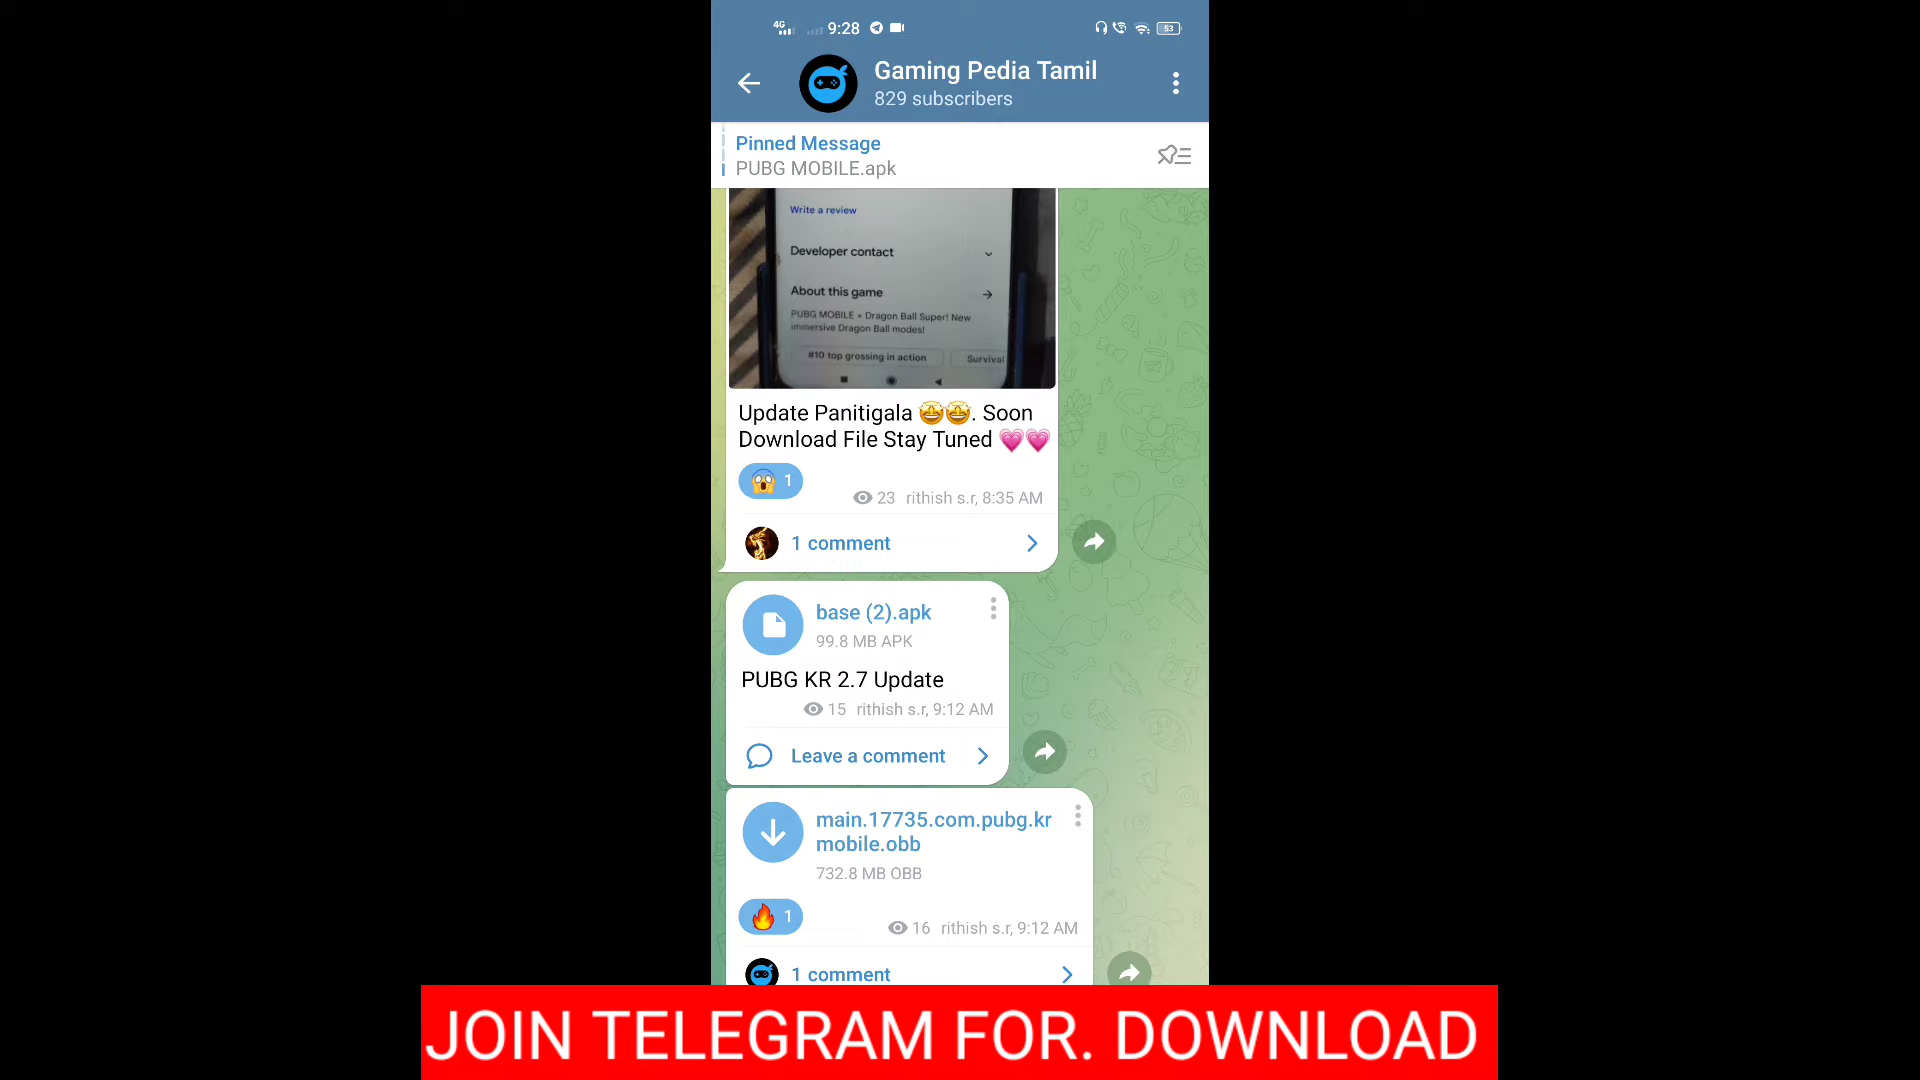 4G 9:28 53
Gaming Pedia Tamil
829 subscribers
Pinned Message
PUBG MOBILE.apk
Write a review
Developer contact
About this game
PUBG MOBILE × Dragon Ball Super! New
immersive Dragon Ball modes!
#10 top grossing in action Survival
Update Panitigala 🤩🤩. Soon
Download File Stay Tuned 💗💗
😱 1
23 rithish s.r, 8:35 AM
1 comment
base (2).apk
99.8 MB APK
PUBG KR 2.7 Update
15 rithish s.r, 9:12 AM
Leave a comment
main.17735.com.pubg.kr
mobile.obb
732.8 MB OBB
🔥 1
16 rithish s.r, 9:12 AM
1 comment
JOIN TELEGRAM FOR. DOWNLOAD